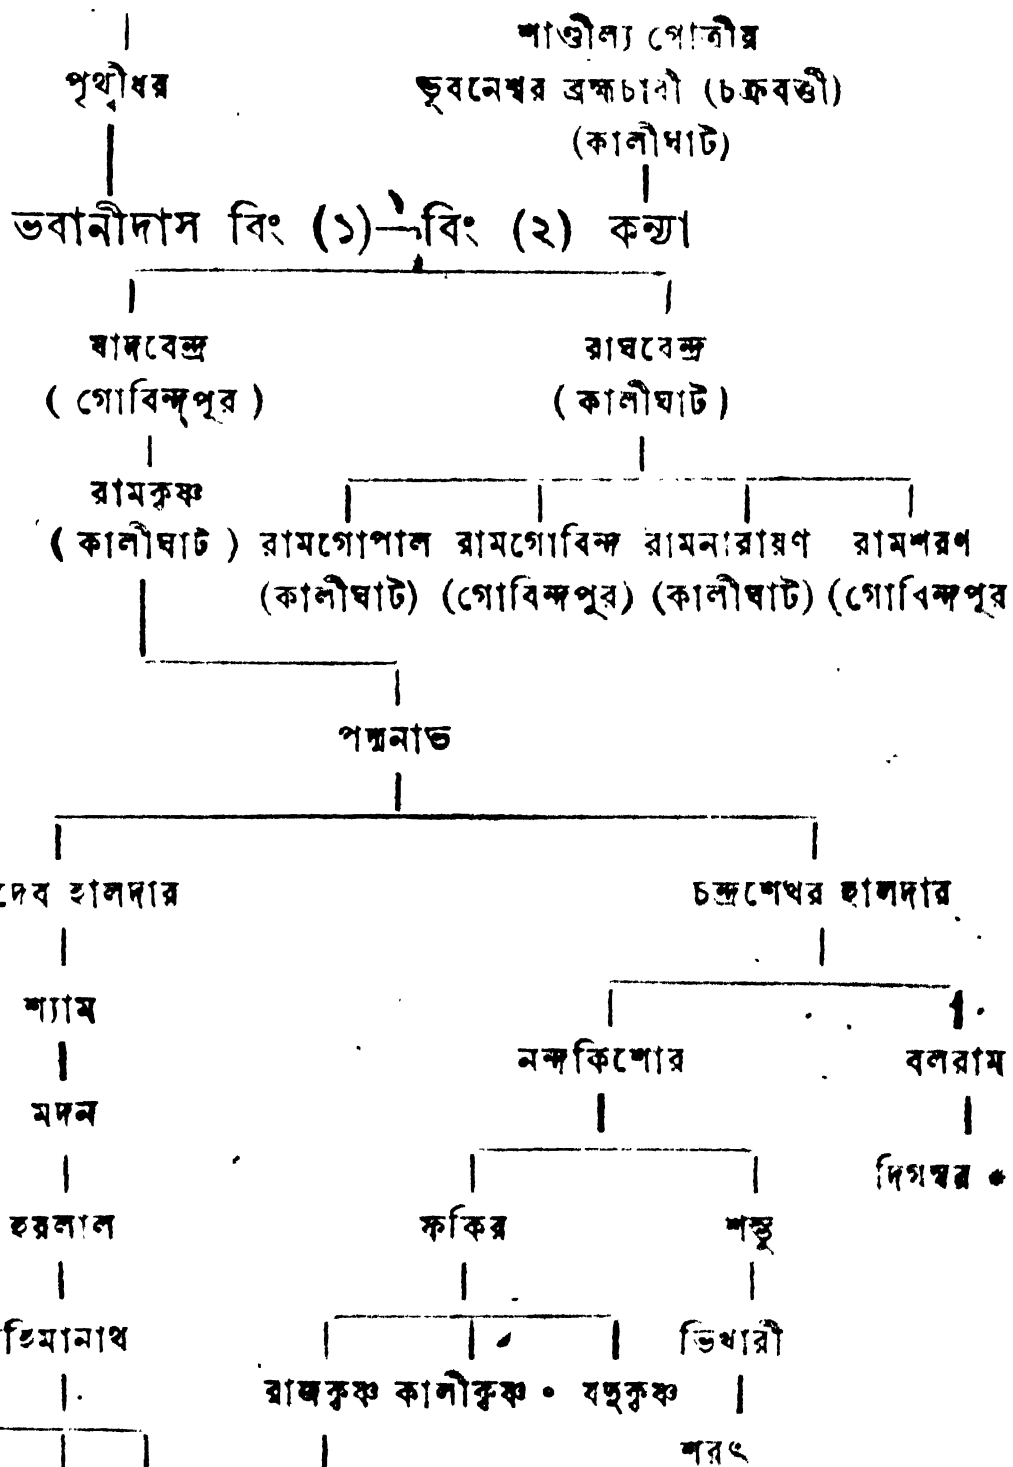 শাণ্ডীল্য গোত্রীয়
পৃথ্বীধর ভূবনেশ্বর ব্রহ্মচারী (চক্রবর্ত্তী)
(কালীঘাট)
ভবানীদাস বিং (১) বিং (২) কন্যা
যাদবেন্দ্র রাঘবেন্দ্র
( গোবিন্দপুর ) ( কালীঘাট )
রামকৃষ্ণ
( কালীঘাট ) রামগোপাল রামগোবিন্দ রামনারায়ণ রামশরণ
(কালীঘাট) (গোবিন্দপুর) (কালীঘাট) (গোবিন্দপুর
পদ্মনাভ
দেব হালদার চন্দ্রশেখর হালদার
শ্যাম
নন্দকিশোর বলরাম
মদন
দিগম্বর *
হরলাল ফকির শম্ভু
ভিখারী
রাজকৃষ্ণ কালীকৃষ্ণ যদুকৃষ্ণ
শরৎ